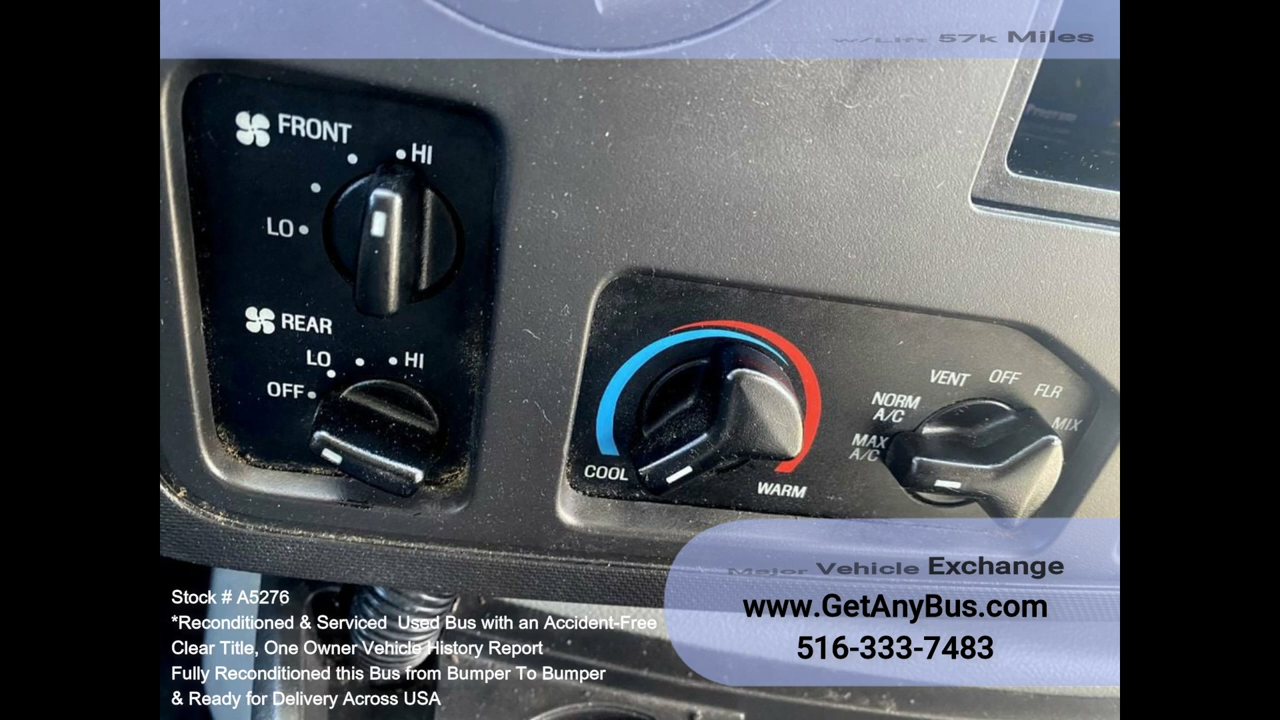 w/Lift 57k Miles
FRONT
HI
LO
REAR
LO HI
OFF
COOL
WARM
VENT OFF FLR
NORM A/C
MIX
MAX A/C
Major Vehicle Exchange
www.GetAnyBus.com
516-333-7483
Stock # A5276
*Reconditioned & Serviced Used Bus with an Accident-Free
Clear Title, One Owner Vehicle History Report
Fully Reconditioned this Bus from Bumper To Bumper
& Ready for Delivery Across USA